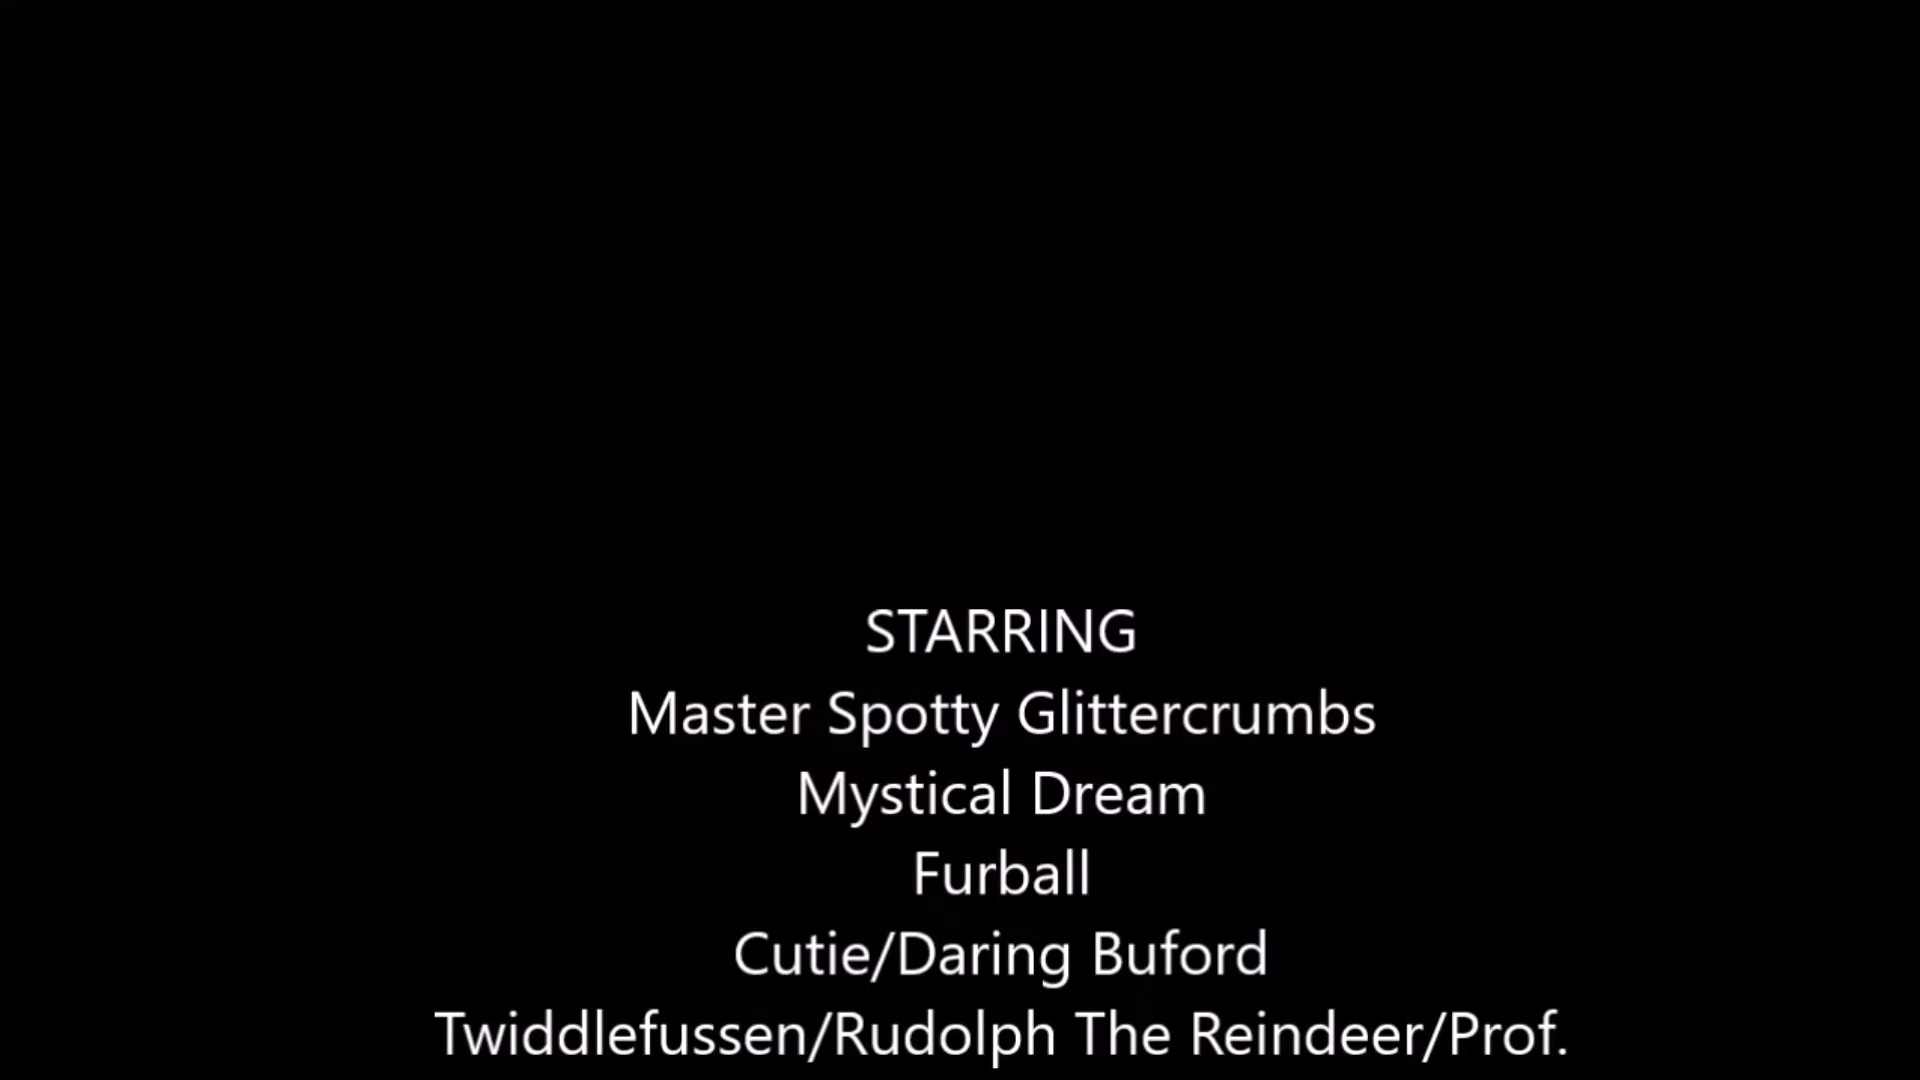 STARRING
Master Spotty Glittercrumbs
Mystical Dream
Furball
Cutie/Daring Buford
Twiddlefussen/Rudolph The Reindeer/Prof.